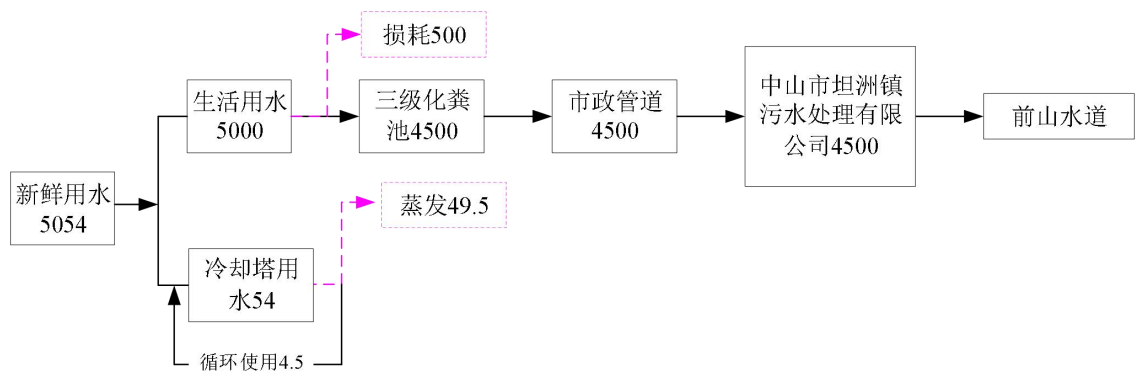 损耗500
生活用水
5000
三级化粪
池4500
市政管道
4500
中山市坦洲镇
污水处理有限
公司4500
前山水道
新鲜用水
5054
蒸发49.5
冷却塔用
水54
循环使用4.5